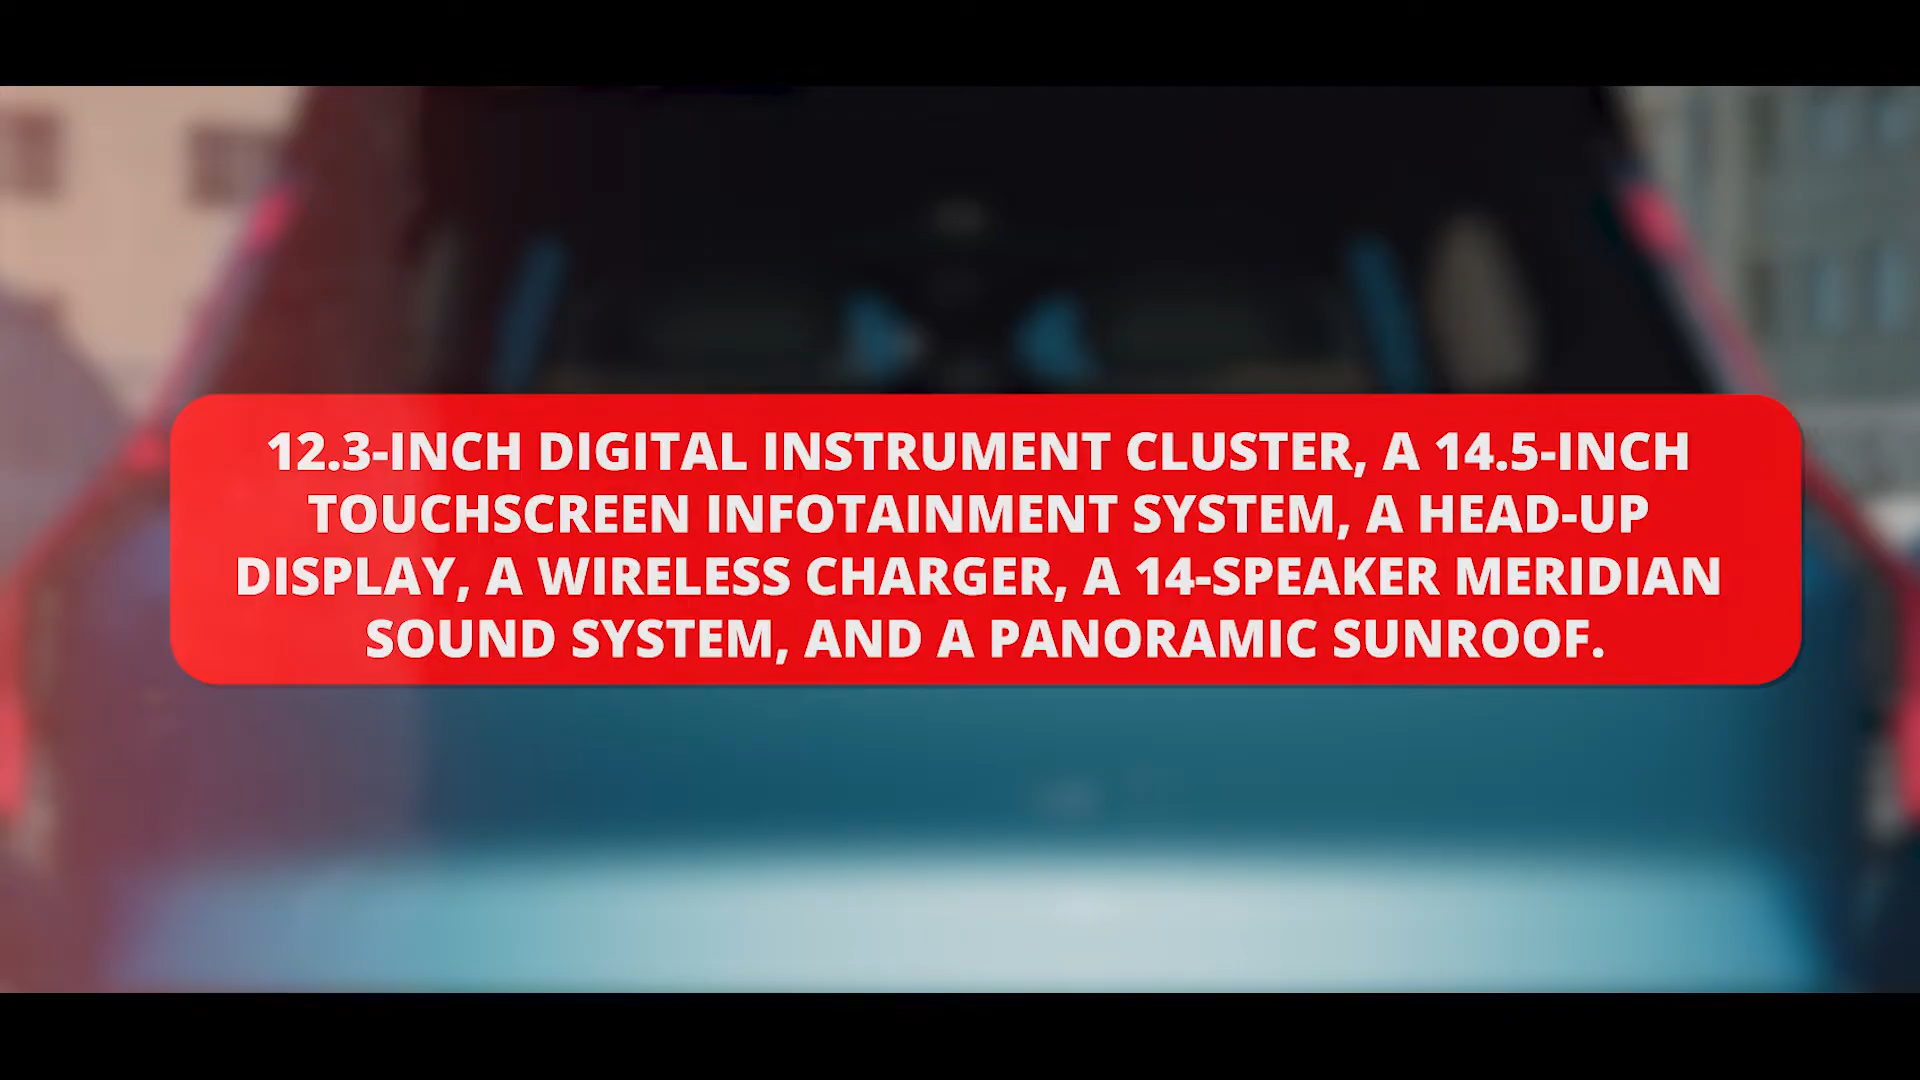 12.3-INCH DIGITAL INSTRUMENT CLUSTER, A 14.5-INCH
TOUCHSCREEN INFOTAINMENT SYSTEM, A HEAD-UP
DISPLAY, A WIRELESS CHARGER, A 14-SPEAKER MERIDIAN
SOUND SYSTEM, AND A PANORAMIC SUNROOF.